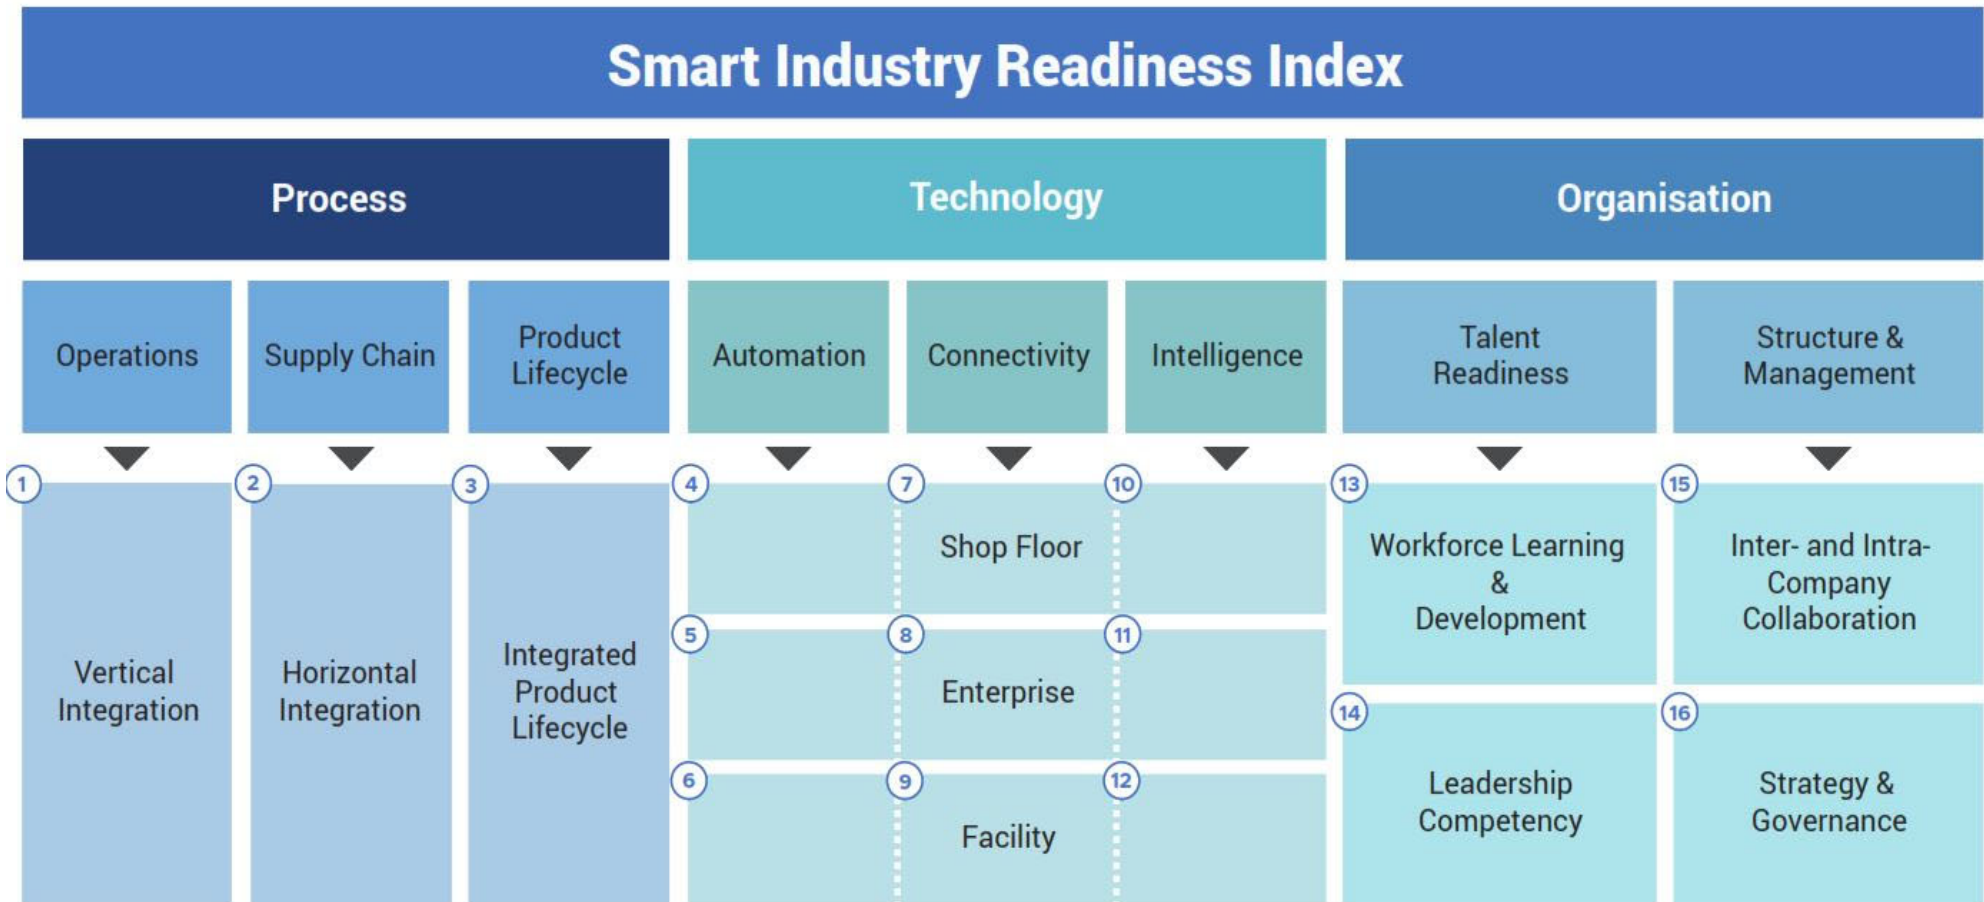 Smart Industry Readiness Index
Process
Technology
Organisation
Operations
Supply Chain
Product
Lifecycle
Automation
Connectivity
Intelligence
Talent
Readiness
Structure &
Management
1
2
3
4
7
10
13
15
Vertical
Integration
Horizontal
Integration
Integrated
Product
Lifecycle
Shop Floor
5
8
11
Enterprise
6
9
12
Facility
Workforce Learning
&
Development
Inter- and Intra-
Company
Collaboration
14
16
Leadership
Competency
Strategy &
Governance